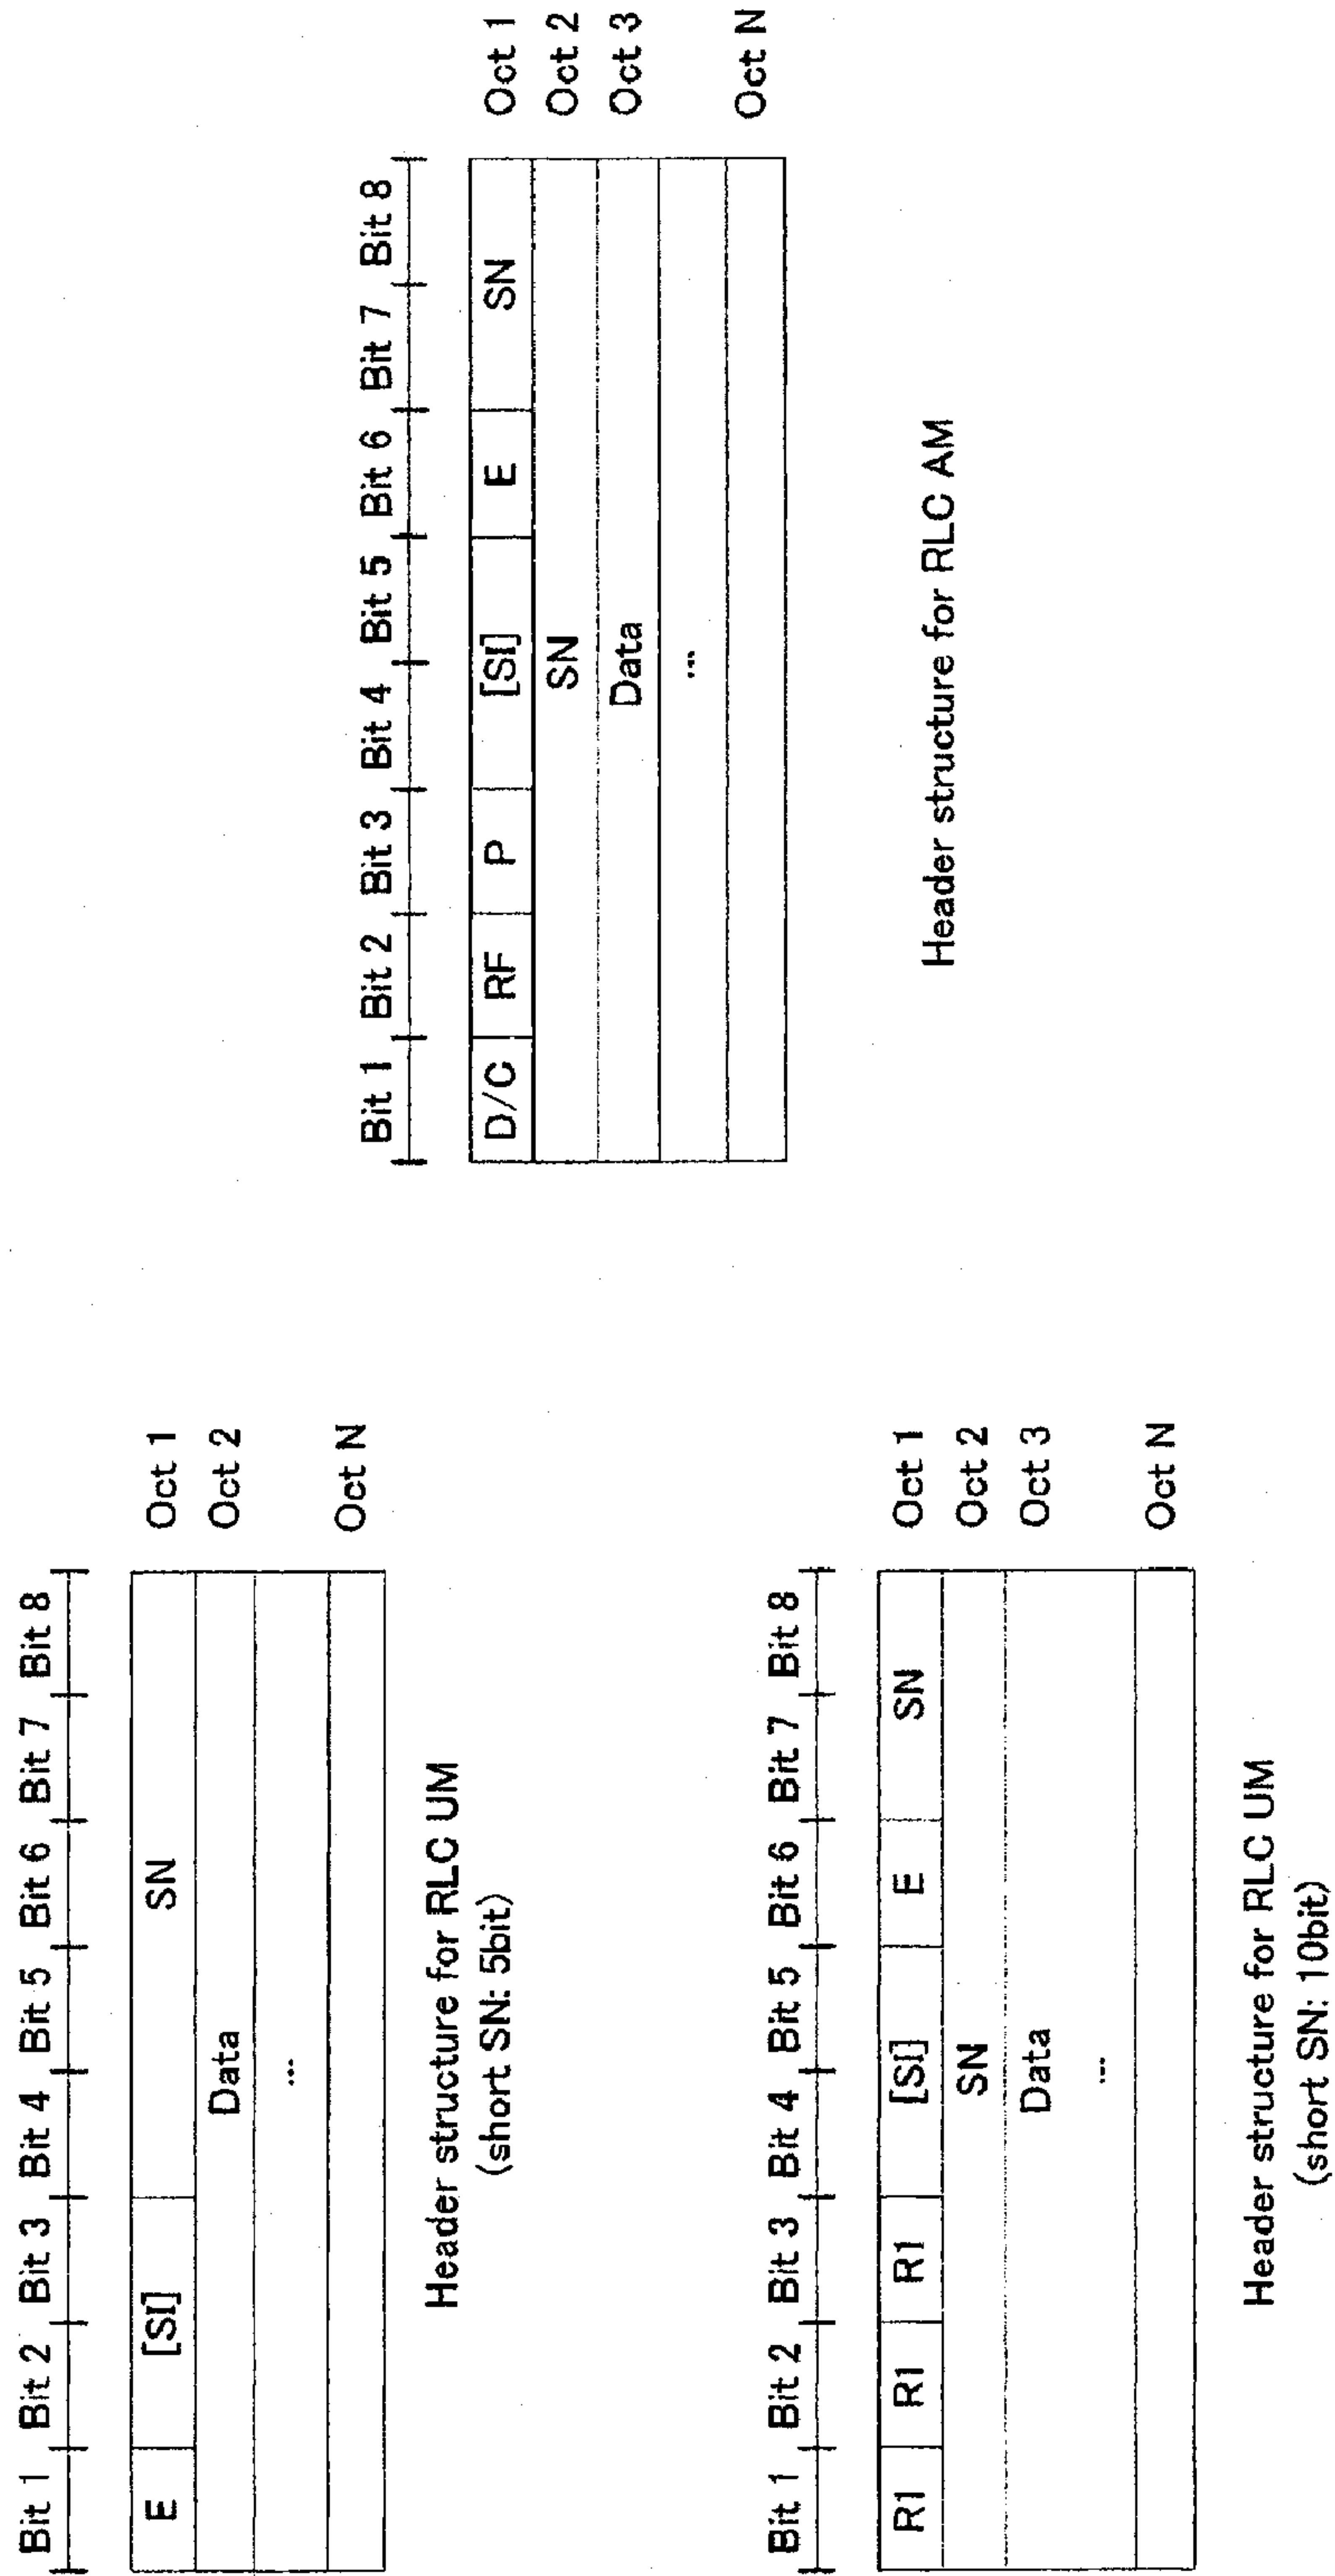 Bit 1 Bit 2 Bit 3 Bit 4 Bit 5 Bit 6 Bit 7 Bit 8
E [SI] SN Oct 1
Data Oct 2
...
Oct N
Header structure for RLC UM
(short SN: 5bit)
Bit 1 Bit 2 Bit 3 Bit 4 Bit 5 Bit 6 Bit 7 Bit 8
R1 R1 R1 [SI] E SN Oct 1
SN Oct 2
Data Oct 3
...
Oct N
Header structure for RLC UM
(short SN: 10bit)
Bit 1 Bit 2 Bit 3 Bit 4 Bit 5 Bit 6 Bit 7 Bit 8
D/C RF P [SI] E SN Oct 1
SN Oct 2
Data Oct 3
...
Oct N
Header structure for RLC AM